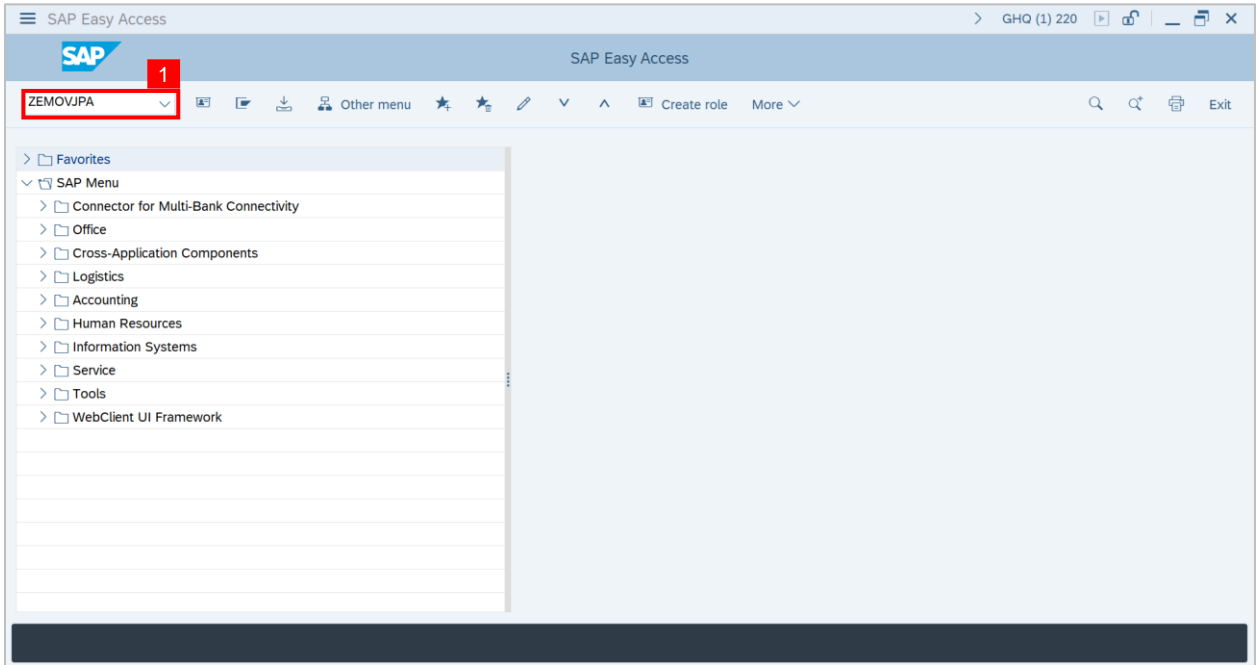 SAP Easy Access
GHQ (1) 220
SAP
SAP Easy Access
1
ZEMOVJPA
Other menu
Create role
More
Exit
Favorites
SAP Menu
Connector for Multi-Bank Connectivity
Office
Cross-Application Components
Logistics
Accounting
Human Resources
Information Systems
Service
Tools
WebClient UI Framework